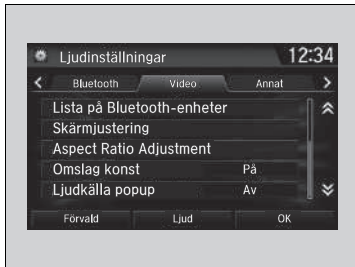 Ljudinställningar 12:34
Bluetooth Video Annat
Lista på Bluetooth-enheter
Skärmjustering
Aspect Ratio Adjustment
Omslag konst På
Ljudkälla popup Av
Förvald Ljud OK